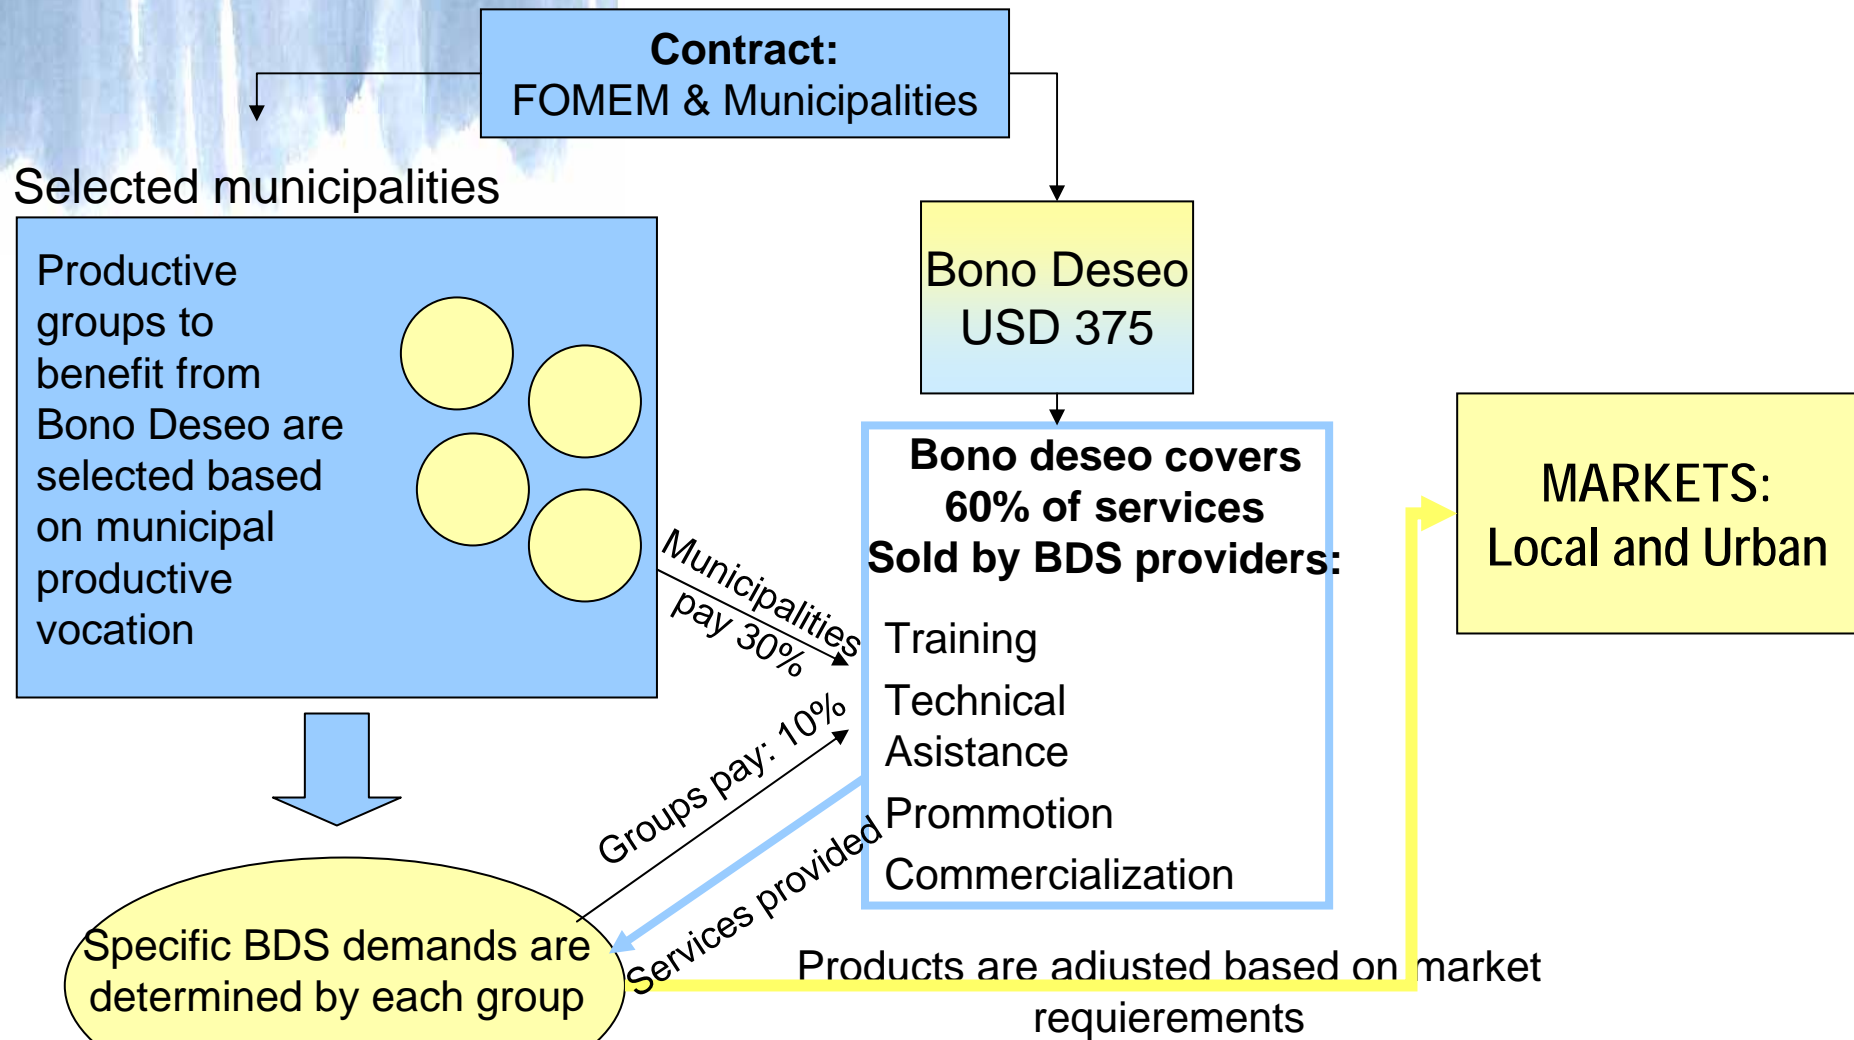 Contract:
FOMEM & Municipalities
Selected municipalities
Productive
groups to
benefit from
Bono Deseo are
selected based
on municipal
productive
vocation
Bono Deseo
USD 375
Bono deseo covers
60% of services
Sold by BDS providers:
Training
Technical
Asistance
Prommotion
Commercialization
MARKETS:
Local and Urban
Municipalities
pay 30%
Groups pay: 10%
Services provided
Specific BDS demands are
determined by each group
Products are adjusted based on market
requierements